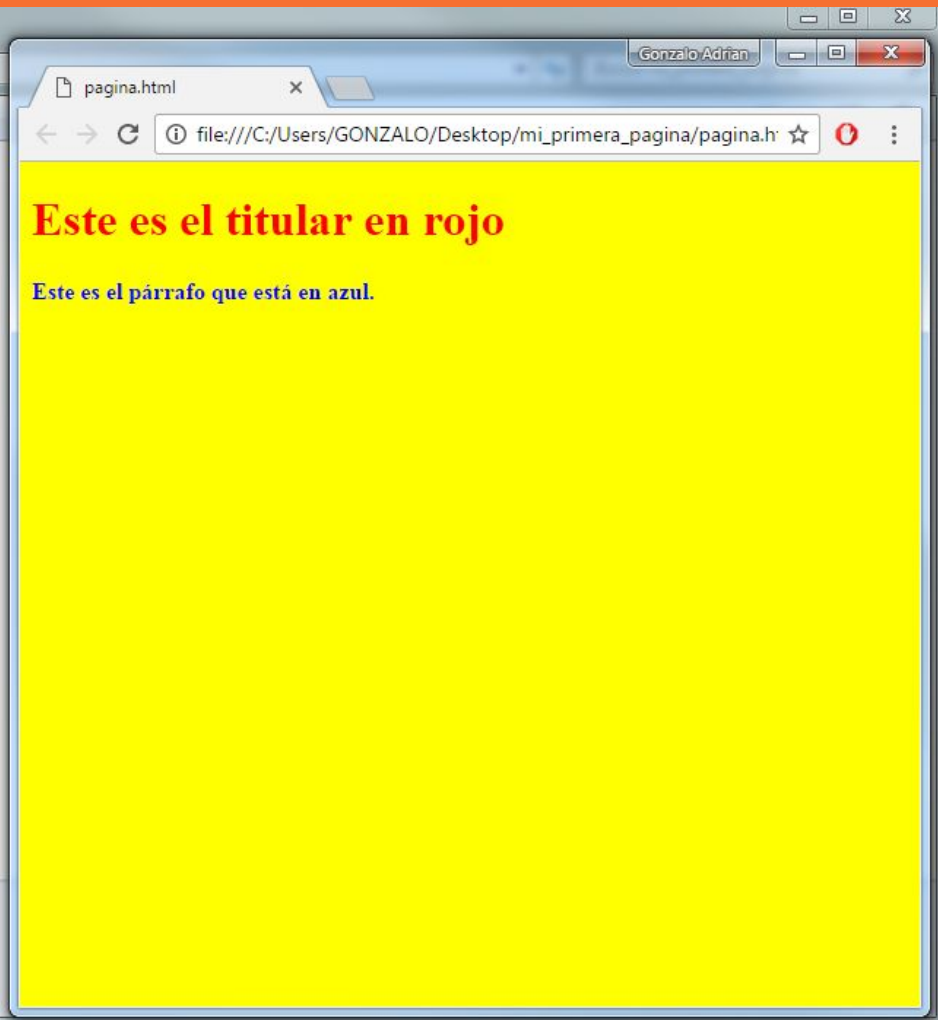 Gonzalo Adrian
pagina.html
file:///C:/Users/GONZALO/Desktop/mi_primera_pagina/pagina.h
Este es el titular en rojo
Este es el párrafo que está en azul.